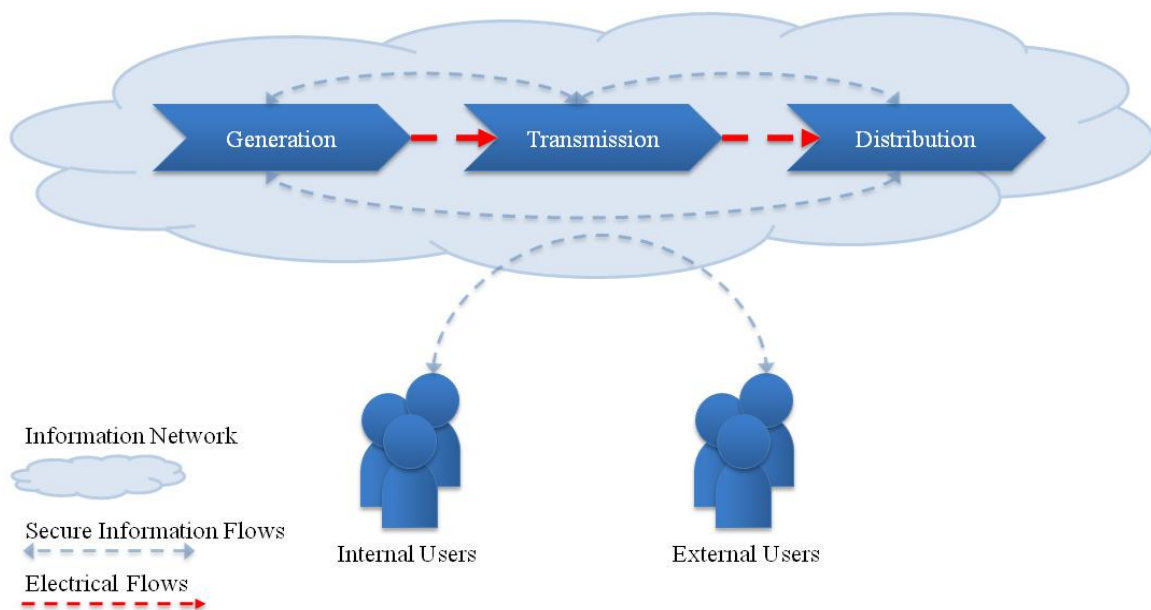 Generation
Transmission
Distribution
Information Network
Secure Information Flows
Electrical Flows
Internal Users
External Users